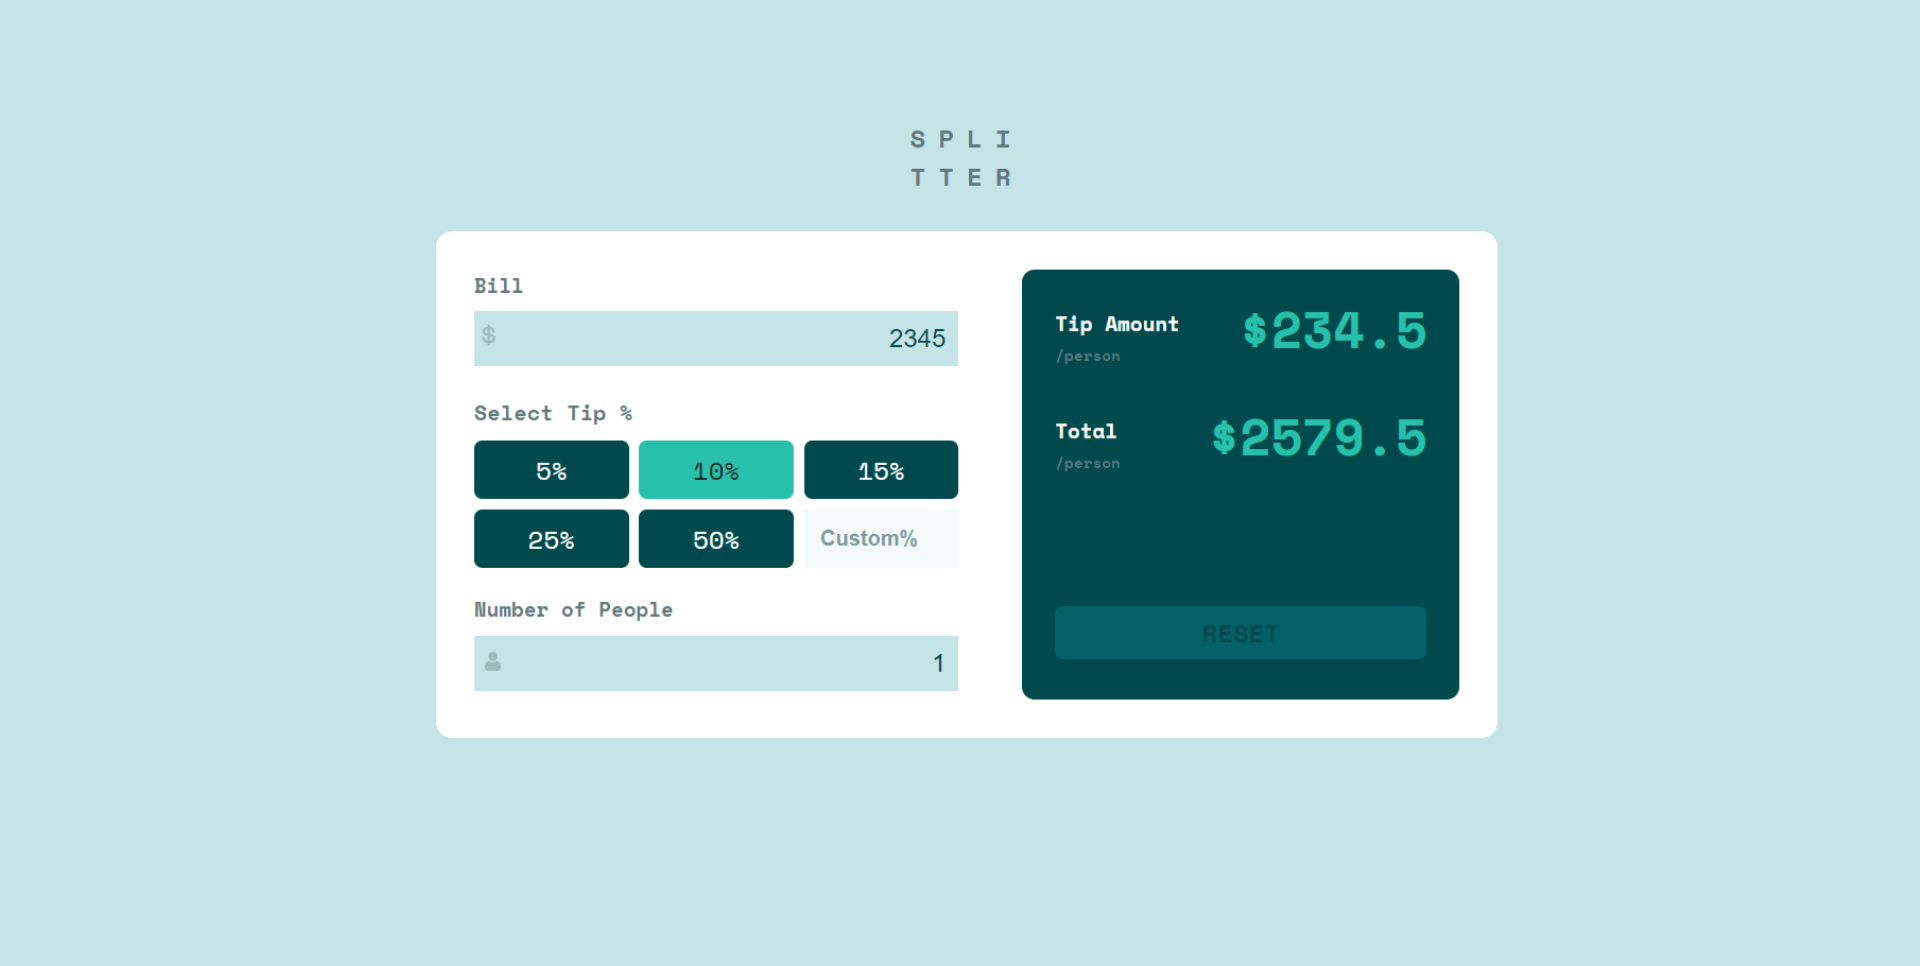 S P L I
T T E R
Bill
$
2345
Select Tip %
5%
10%
15%
25%
50%
Custom%
Number of People
1
Tip Amount
/person
$234.5
Total
/person
$2579.5
RESET